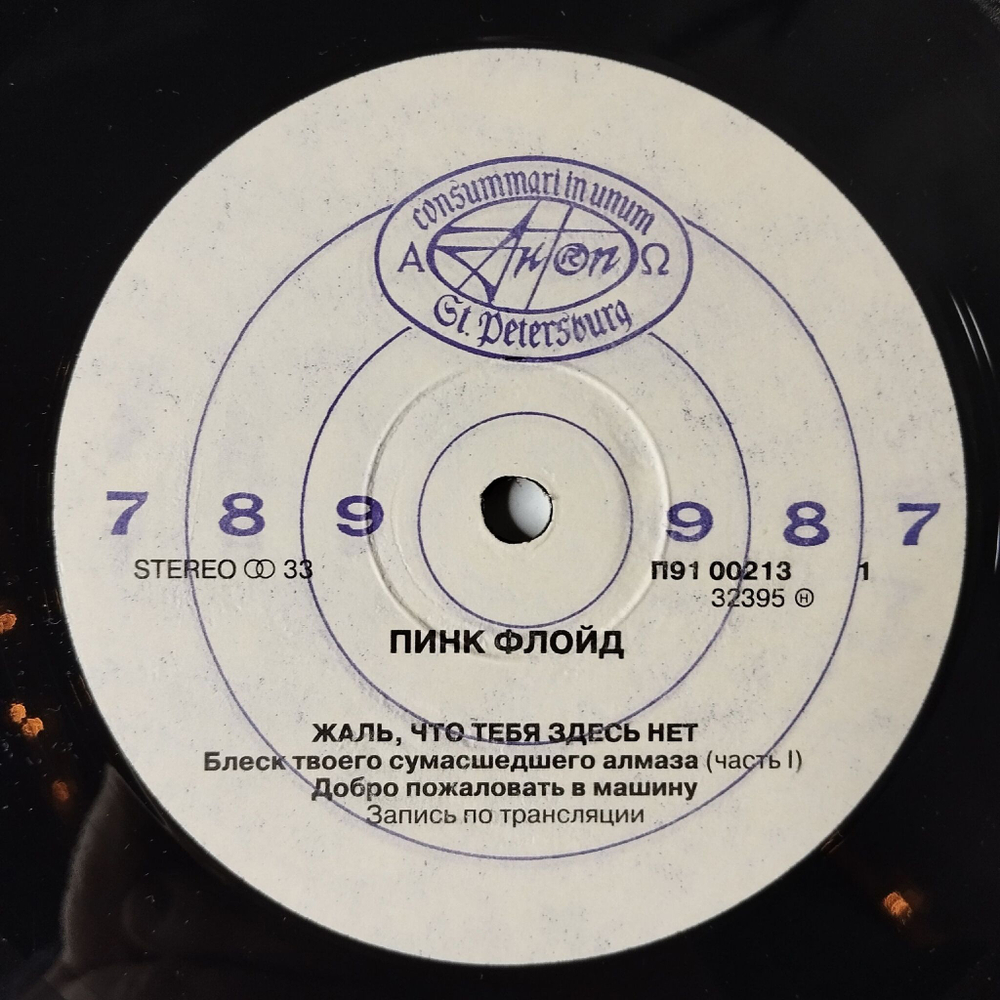 consummari in unum
Α АнТроп Ω
St. Petersburg
7 8 9 9 8 7
STEREO 33 П91 00213 1
32395 Ⓗ
ПИНК ФЛОЙД
ЖАЛЬ, ЧТО ТЕБЯ ЗДЕСЬ НЕТ
Блеск твоего сумасшедшего алмаза (часть I)
Добро пожаловать в машину
Запись по трансляции